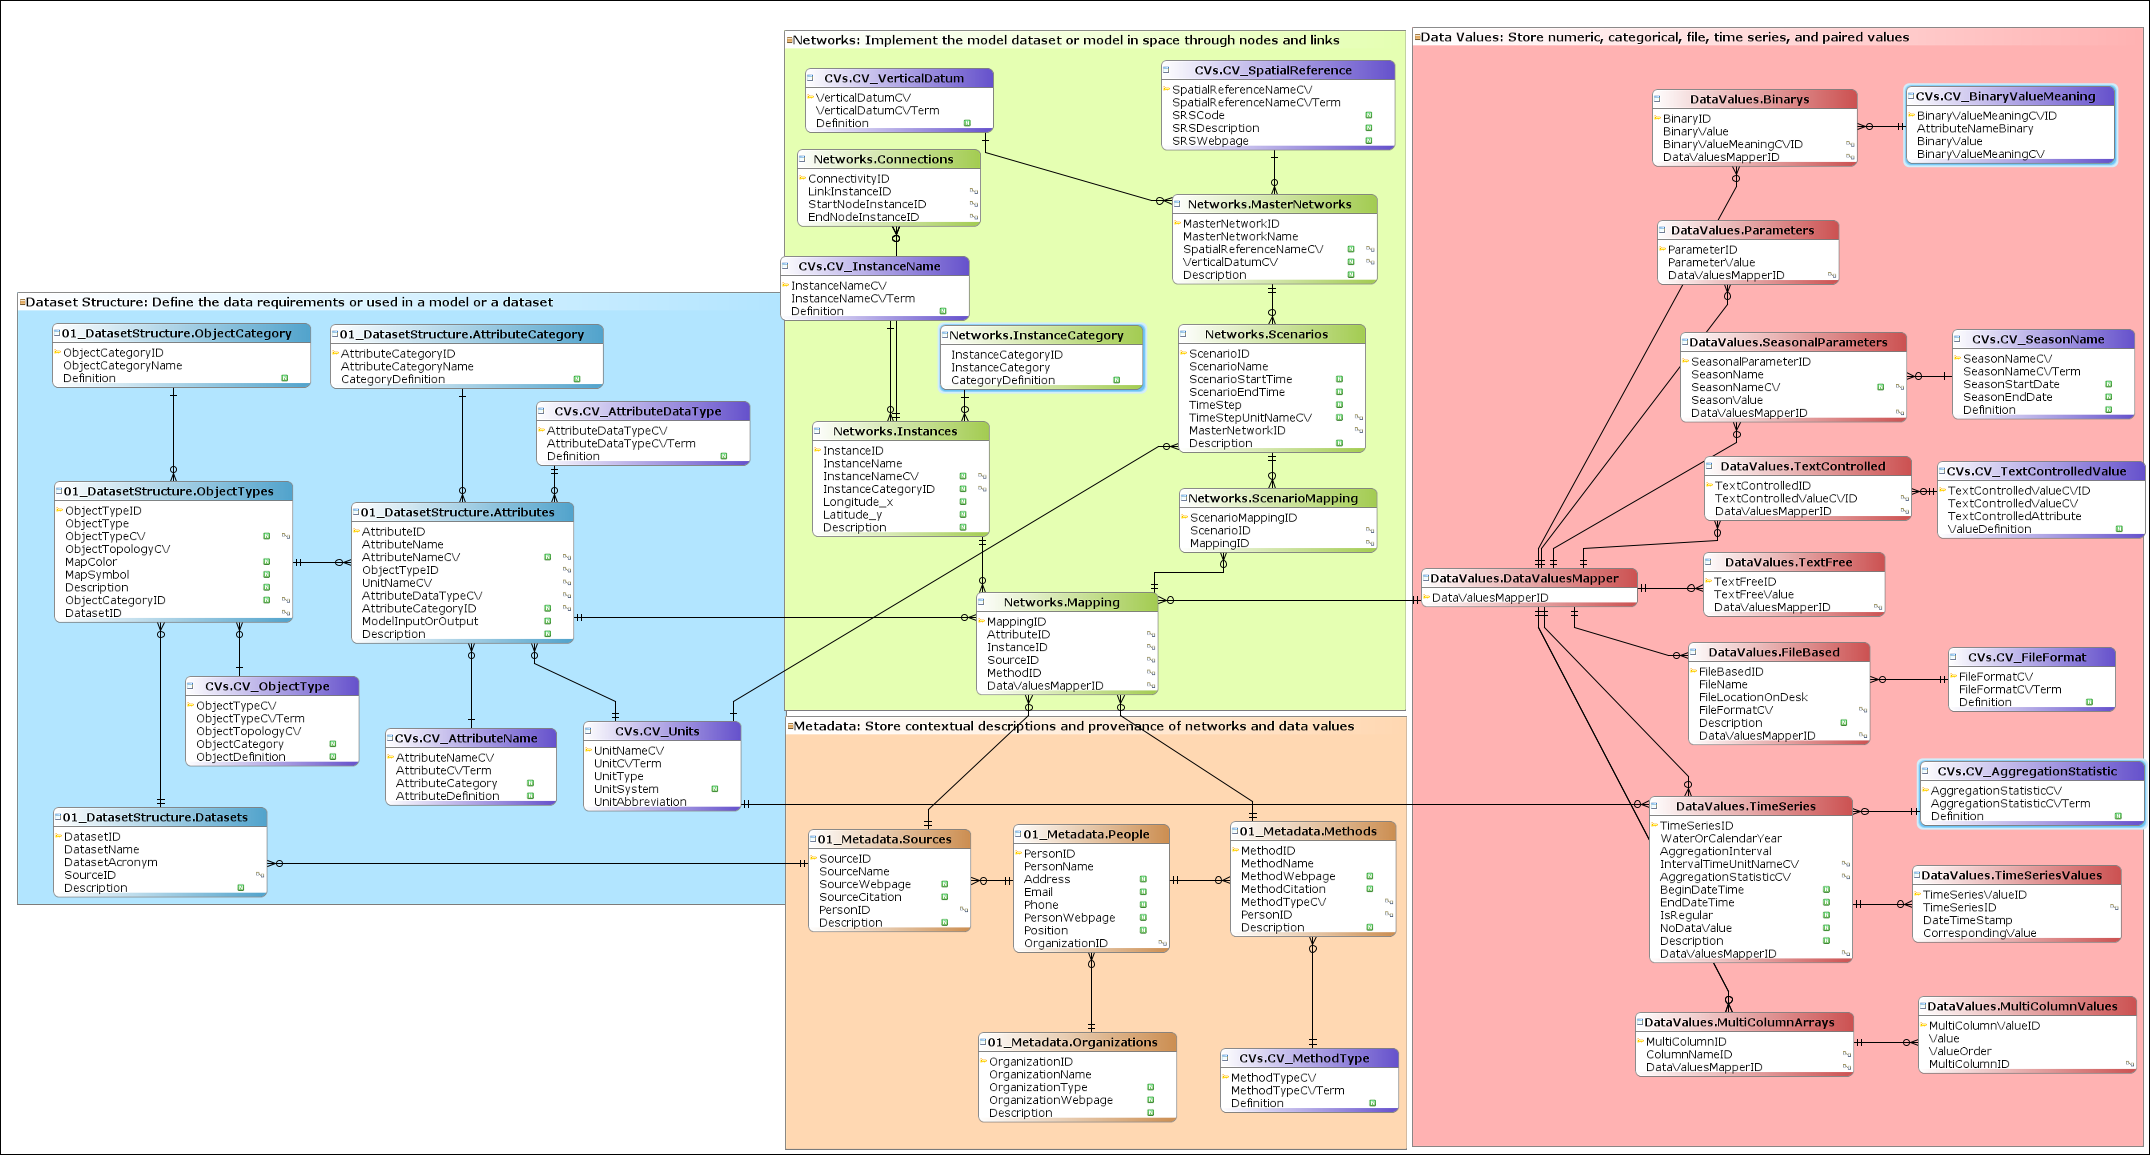 Dataset Structure: Define the data requirements or used in a model or a dataset
01_DatasetStructure.ObjectCategory
ObjectCategoryID
ObjectCategoryName
Definition
01_DatasetStructure.AttributeCategory
AttributeCategoryID
AttributeCategoryName
CategoryDefinition
CVs.CV_AttributeDataType
AttributeDataTypeCV
AttributeDataTypeCVTerm
Definition
01_DatasetStructure.ObjectTypes
ObjectTypeID
ObjectType
ObjectTypeCV
ObjectTopologyCV
MapColor
MapSymbol
Description
ObjectCategoryID
DatasetID
01_DatasetStructure.Attributes
AttributeID
AttributeName
AttributeNameCV
ObjectTypeID
UnitNameCV
AttributeDataTypeCV
AttributeCategoryID
ModelInputOrOutput
Description
CVs.CV_ObjectType
ObjectTypeCV
ObjectTypeCVTerm
ObjectTopologyCV
ObjectCategory
ObjectDefinition
CVs.CV_AttributeName
AttributeNameCV
AttributeCVTerm
AttributeCategory
AttributeDefinition
CVs.CV_Units
UnitNameCV
UnitCVTerm
UnitType
UnitSystem
UnitAbbreviation
01_DatasetStructure.Datasets
DatasetID
DatasetName
DatasetAcronym
SourceID
Description
Networks: Implement the model dataset or model in space through nodes and links
CVs.CV_VerticalDatum
VerticalDatumCV
VerticalDatumCVTerm
Definition
CVs.CV_SpatialReference
SpatialReferenceNameCV
SpatialReferenceNameCVTerm
SRSCode
SRSDescription
SRSWebpage
Networks.Connections
ConnectivityID
LinkInstanceID
StartNodeInstanceID
EndNodeInstanceID
Networks.MasterNetworks
MasterNetworkID
MasterNetworkName
SpatialReferenceNameCV
VerticalDatumCV
Description
CVs.CV_InstanceName
InstanceNameCV
InstanceNameCVTerm
Definition
Networks.InstanceCategory
InstanceCategoryID
InstanceCategory
CategoryDefinition
Networks.Scenarios
ScenarioID
ScenarioName
ScenarioStartTime
ScenarioEndTime
TimeStep
TimeStepUnitNameCV
MasterNetworkID
Description
Networks.Instances
InstanceID
InstanceName
InstanceNameCV
InstanceCategoryID
Longitude_x
Latitude_y
Description
Networks.ScenarioMapping
ScenarioMappingID
ScenarioID
MappingID
Networks.Mapping
MappingID
AttributeID
InstanceID
SourceID
MethodID
DataValuesMapperID
Metadata: Store contextual descriptions and provenance of networks and data values
01_Metadata.Sources
SourceID
SourceName
SourceWebpage
SourceCitation
PersonID
Description
01_Metadata.People
PersonID
PersonName
Address
Email
Phone
PersonWebpage
Position
OrganizationID
01_Metadata.Methods
MethodID
MethodName
MethodWebpage
MethodCitation
MethodTypeCV
PersonID
Description
01_Metadata.Organizations
OrganizationID
OrganizationName
OrganizationType
OrganizationWebpage
Description
CVs.CV_MethodType
MethodTypeCV
MethodTypeCVTerm
Definition
Data Values: Store numeric, categorical, file, time series, and paired values
DataValues.Binarys
BinaryID
BinaryValue
BinaryValueMeaningCVID
DataValuesMapperID
CVs.CV_BinaryValueMeaning
BinaryValueMeaningCVID
AttributeNameBinary
BinaryValue
BinaryValueMeaningCV
DataValues.Parameters
ParameterID
ParameterValue
DataValuesMapperID
DataValues.SeasonalParameters
SeasonalParameterID
SeasonName
SeasonNameCV
SeasonValue
DataValuesMapperID
CVs.CV_SeasonName
SeasonNameCV
SeasonNameCVTerm
SeasonStartDate
SeasonEndDate
Definition
DataValues.TextControlled
TextControlledID
TextControlledValueCVID
DataValuesMapperID
CVs.CV_TextControlledValue
TextControlledValueCVID
TextControlledValueCV
TextControlledAttribute
ValueDefinition
DataValues.DataValuesMapper
DataValuesMapperID
DataValues.TextFree
TextFreeID
TextFreeValue
DataValuesMapperID
DataValues.FileBased
FileBasedID
FileName
FileLocationOnDesk
FileFormatCV
Description
DataValuesMapperID
CVs.CV_FileFormat
FileFormatCV
FileFormatCVTerm
Definition
DataValues.TimeSeries
TimeSeriesID
WaterOrCalendarYear
AggregationInterval
IntervalTimeUnitNameCV
AggregationStatisticCV
BeginDateTime
EndDateTime
IsRegular
NoDataValue
Description
DataValuesMapperID
CVs.CV_AggregationStatistic
AggregationStatisticCV
AggregationStatisticCVTerm
Definition
DataValues.TimeSeriesValues
TimeSeriesValueID
TimeSeriesID
DateTimeStamp
CorrespondingValue
DataValues.MultiColumnArrays
MultiColumnID
ColumnNameID
DataValuesMapperID
DataValues.MultiColumnValues
MultiColumnValueID
Value
ValueOrder
MultiColumnID